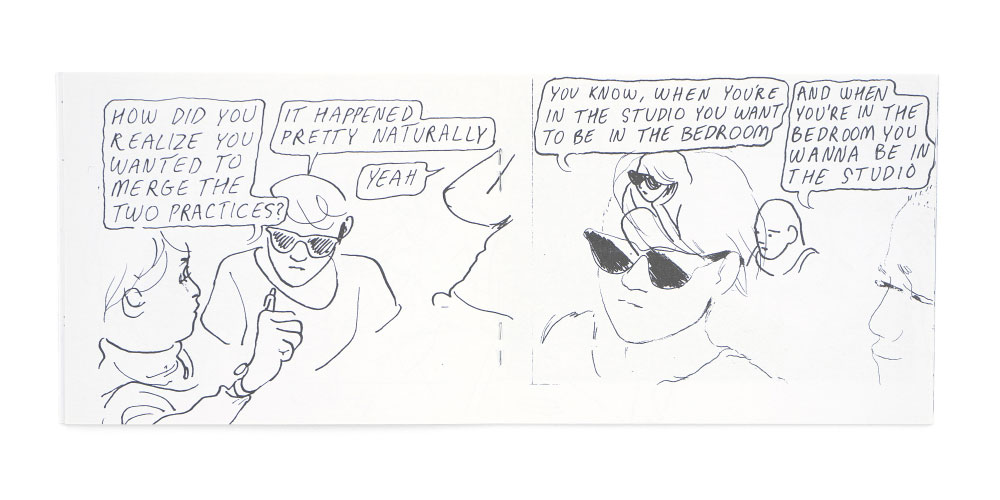 HOW DID YOU
REALIZE YOU
WANTED TO
MERGE THE
TWO PRACTICES?
IT HAPPENED
PRETTY NATURALLY
YEAH
YOU KNOW, WHEN YOU'RE
IN THE STUDIO YOU WANT
TO BE IN THE BEDROOM
AND WHEN
YOU'RE IN THE
BEDROOM YOU
WANNA BE IN
THE STUDIO